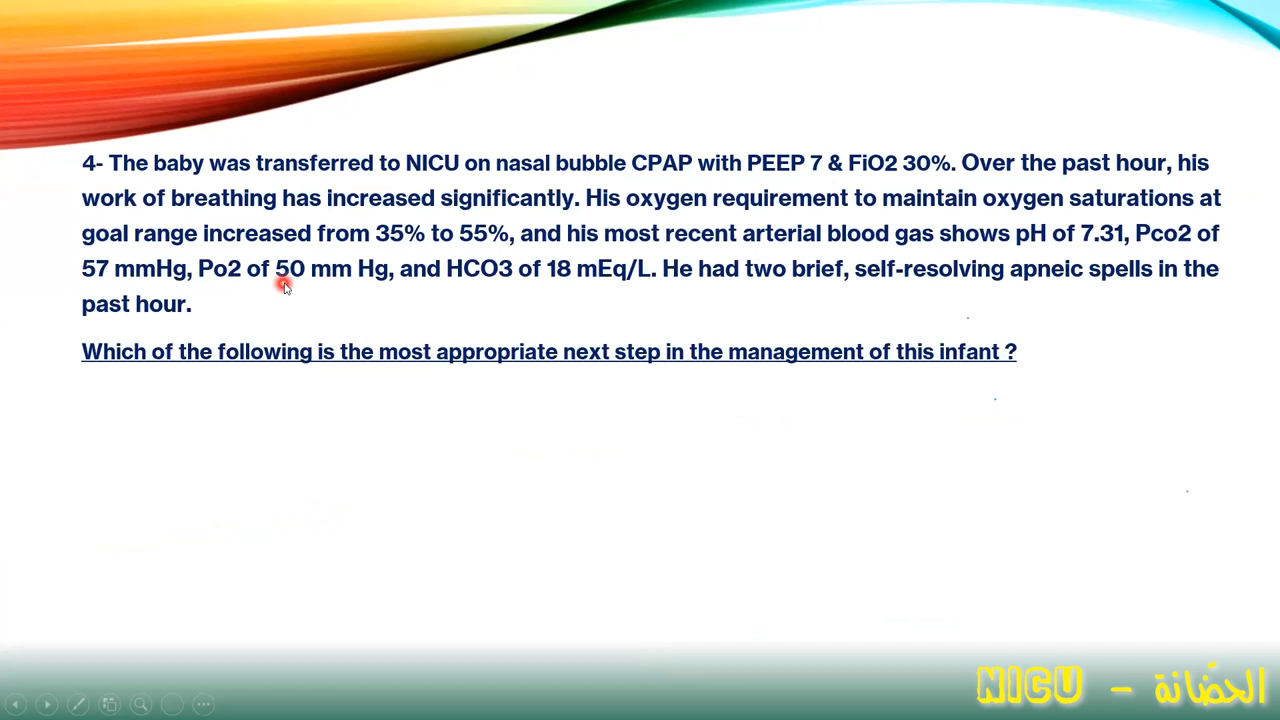 4- The baby was transferred to NICU on nasal bubble CPAP with PEEP 7 & FiO2 30%. Over the past hour, his
work of breathing has increased significantly. His oxygen requirement to maintain oxygen saturations at
goal range increased from 35% to 55%, and his most recent arterial blood gas shows pH of 7.31, Pco2 of
57 mmHg, Po2 of 50 mm Hg, and HCO3 of 18 mEq/L. He had two brief, self-resolving apneic spells in the
past hour.
Which of the following is the most appropriate next step in the management of this infant ?
NICU - الحضّانة